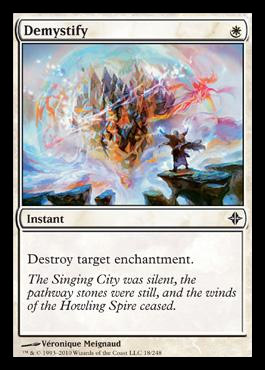 Demystify
Instant
Destroy target enchantment.
The Singing City was silent, the
pathway stones were still, and the winds
of the Howling Spire ceased.
Véronique Meignaud
™ & © 1993–2010 Wizards of the Coast LLC 18/248